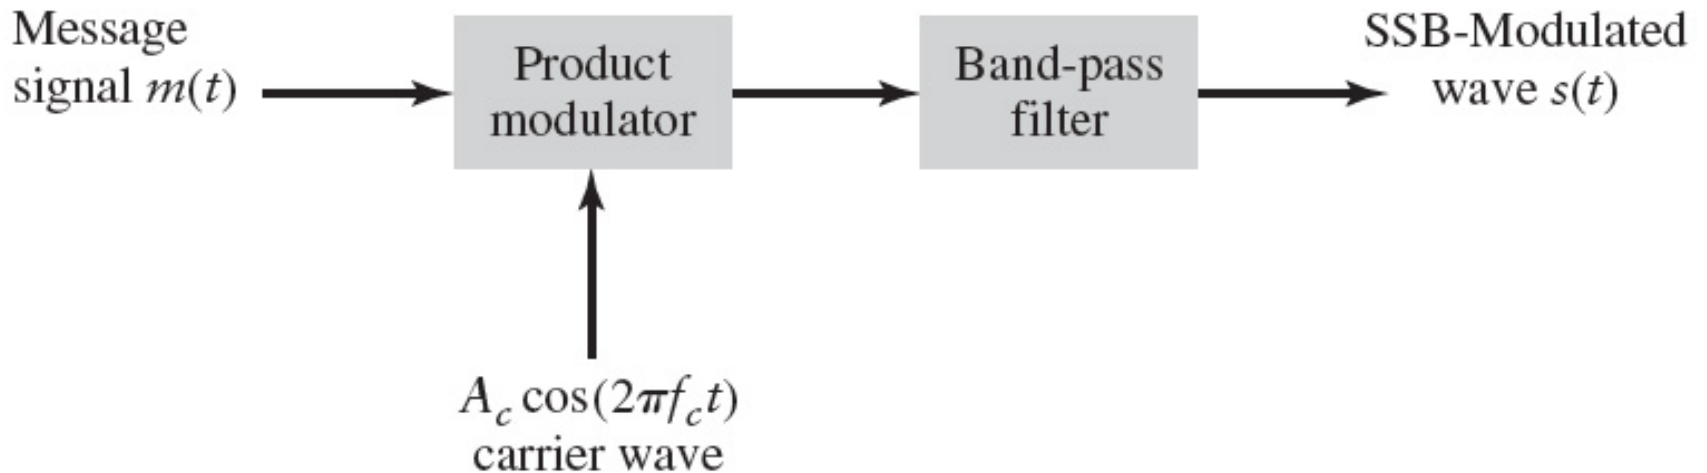 Message
signal m(t)
Product
modulator
Band-pass
filter
SSB-Modulated
wave s(t)
A_c cos(2πf_ct)
carrier wave